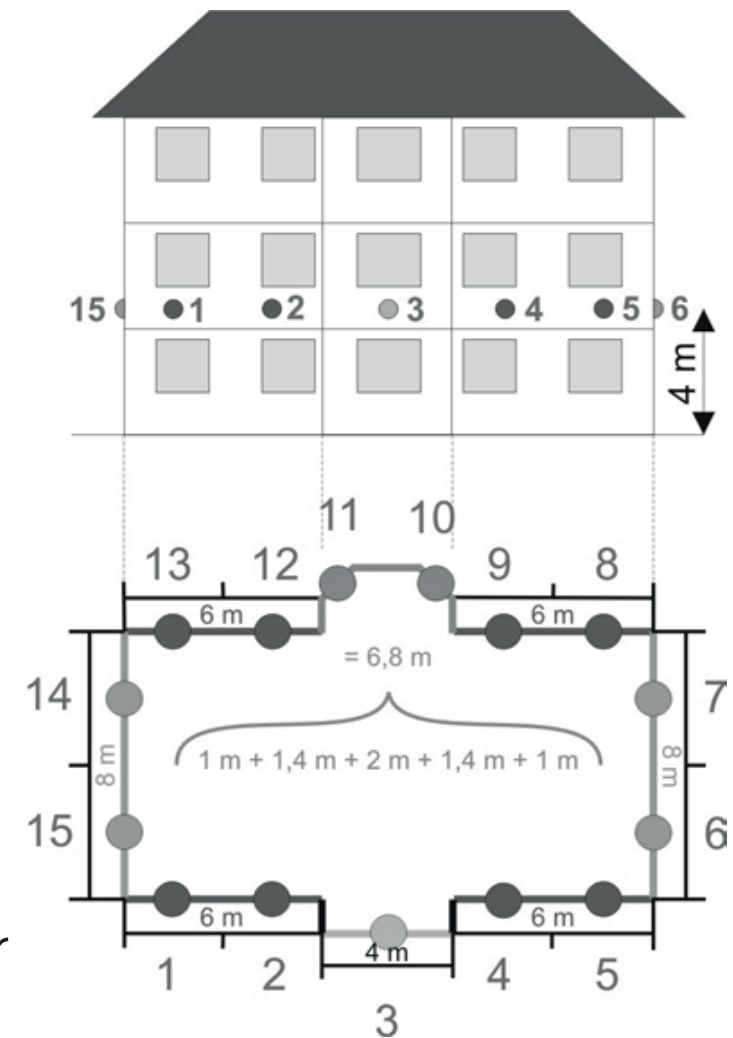 15 1 2 3 4 5 6
4 m
11 10
13 12 9 8
6 m 6 m
= 6,8 m
14 7
1 m + 1,4 m + 2 m + 1,4 m + 1 m
8 m 8 m
15 6
6 m 6 m
4 m
1 2 4 5
3